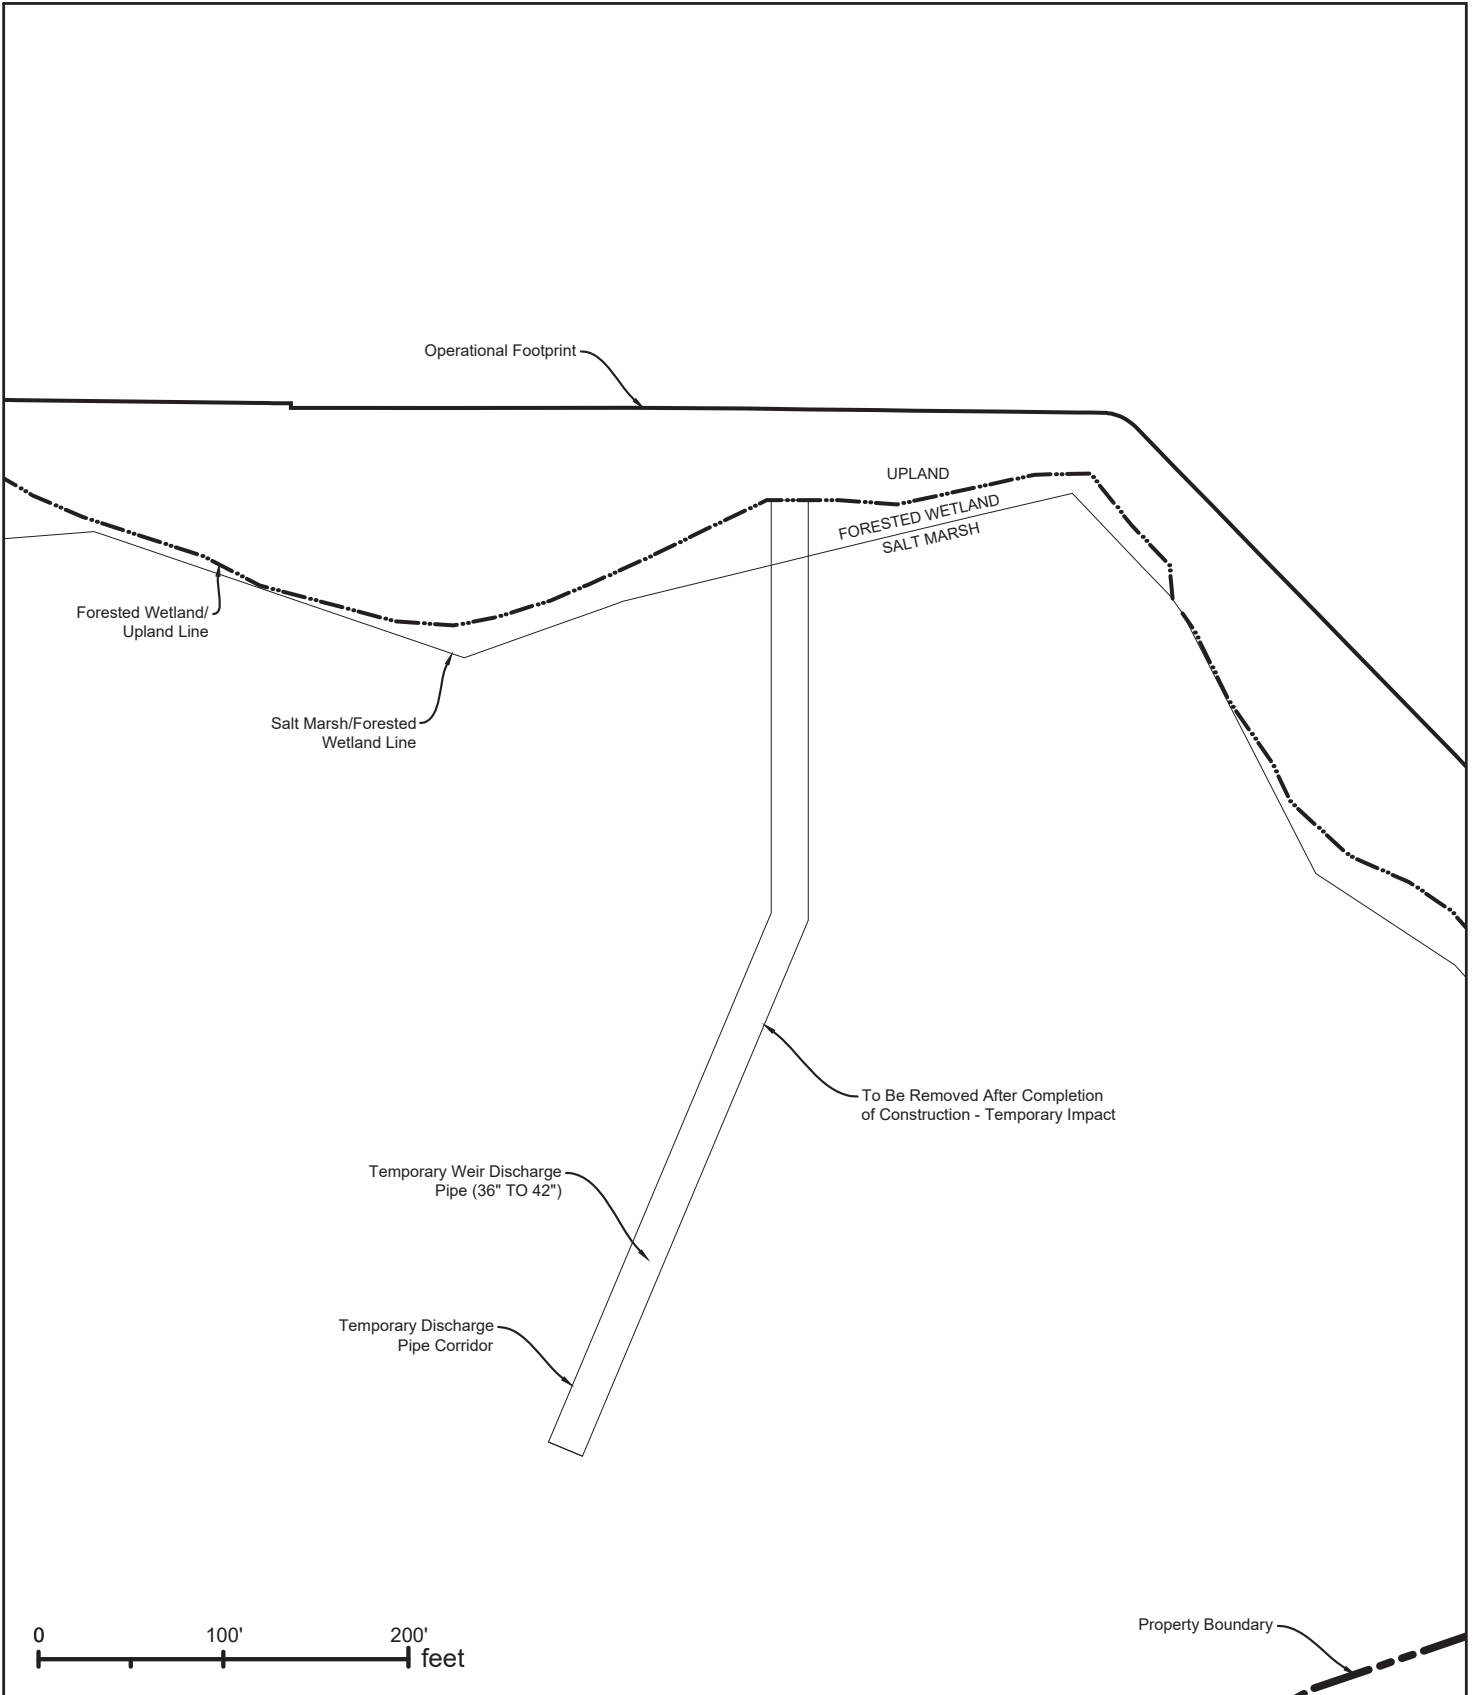 Operational Footprint
UPLAND
FORESTED WETLAND
SALT MARSH
Forested Wetland/
Upland Line
Salt Marsh/Forested
Wetland Line
To Be Removed After Completion
of Construction - Temporary Impact
Temporary Weir Discharge
Pipe (36" TO 42")
Temporary Discharge
Pipe Corridor
Property Boundary
0 100' 200'
feet